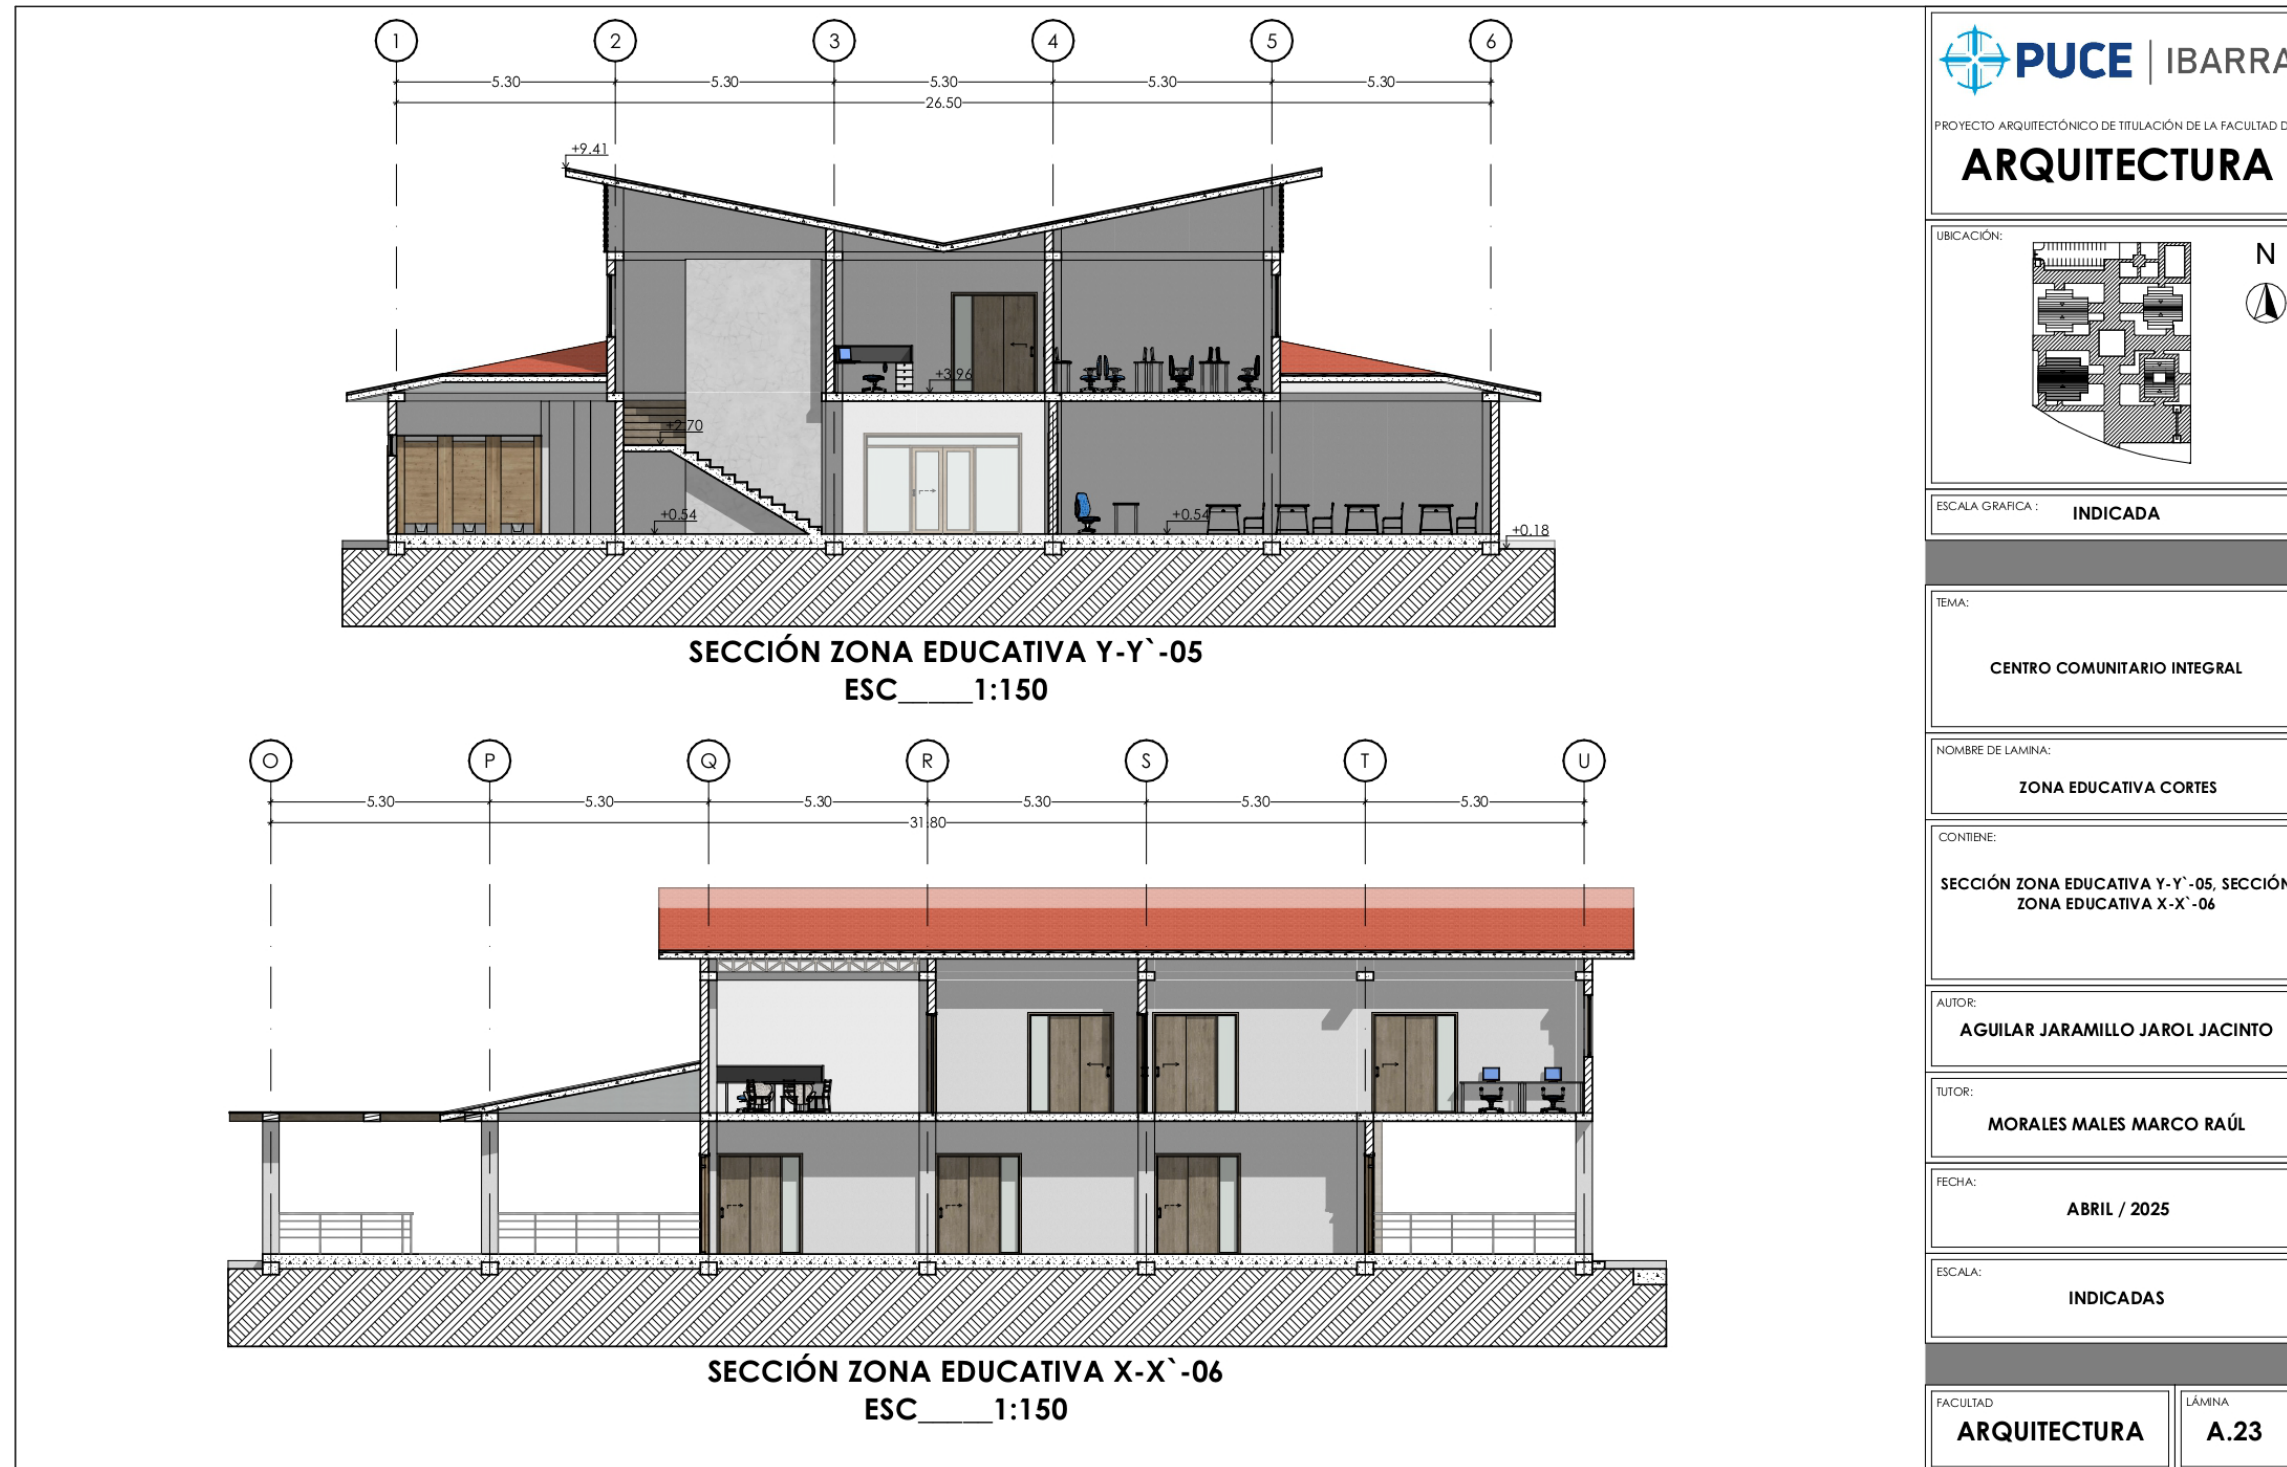 1 2 3 4 5 6
5.30 5.30 5.30 5.30 5.30
26.50
+9.41
+3.96
+2.70
+0.54 +0.54
+0.18
SECCIÓN ZONA EDUCATIVA Y-Y`-05
ESC_____1:150
O P Q R S T U
5.30 5.30 5.30 5.30 5.30 5.30
31.80
SECCIÓN ZONA EDUCATIVA X-X`-06
ESC_____1:150
PUCE | IBARRA
PROYECTO ARQUITECTÓNICO DE TITULACIÓN DE LA FACULTAD D
ARQUITECTURA
UBICACIÓN:
N
ESCALA GRAFICA : INDICADA
TEMA:
CENTRO COMUNITARIO INTEGRAL
NOMBRE DE LAMINA:
ZONA EDUCATIVA CORTES
CONTIENE:
SECCIÓN ZONA EDUCATIVA Y-Y`-05, SECCIÓN
ZONA EDUCATIVA X-X`-06
AUTOR:
AGUILAR JARAMILLO JAROL JACINTO
TUTOR:
MORALES MALES MARCO RAÚL
FECHA:
ABRIL / 2025
ESCALA:
INDICADAS
FACULTAD
ARQUITECTURA
LÁMINA
A.23